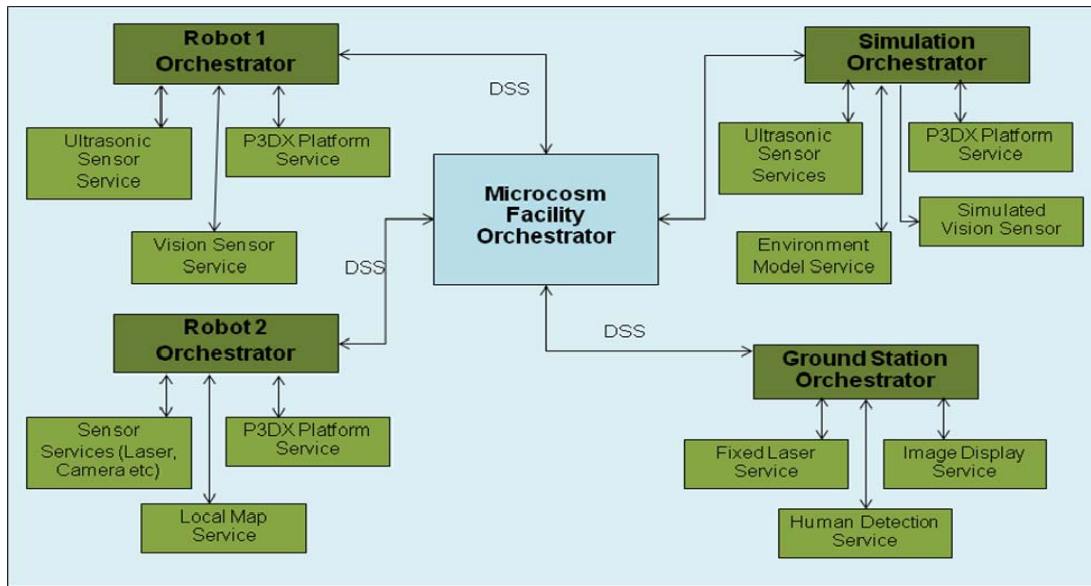 Robot 1
Orchestrator
Ultrasonic
Sensor
Service
P3DX Platform
Service
Vision Sensor
Service
DSS
Simulation
Orchestrator
Ultrasonic
Sensor
Services
P3DX Platform
Service
Simulated
Vision Sensor
Environment
Model Service
Microcosm
Facility
Orchestrator
DSS
Robot 2
Orchestrator
Sensor
Services (Laser,
Camera etc)
P3DX Platform
Service
Local Map
Service
DSS
Ground Station
Orchestrator
Fixed Laser
Service
Image Display
Service
Human Detection
Service